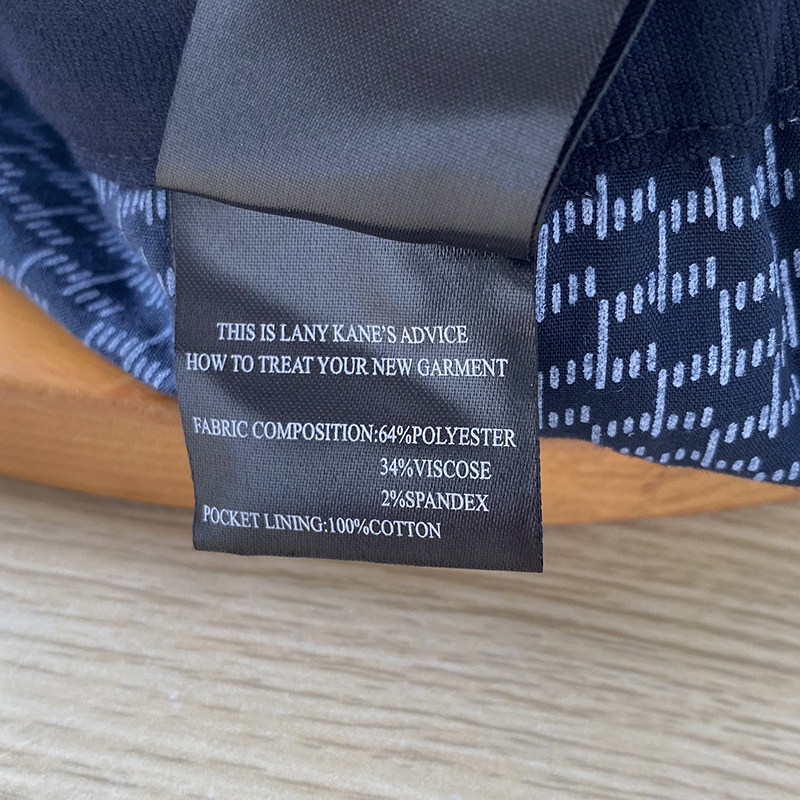 THIS IS LANY KANE'S ADVICE
HOW TO TREAT YOUR NEW GARMENT
FABRIC COMPOSITION:64%POLYESTER
34%VISCOSE
2%SPANDEX
POCKET LINING:100%COTTON